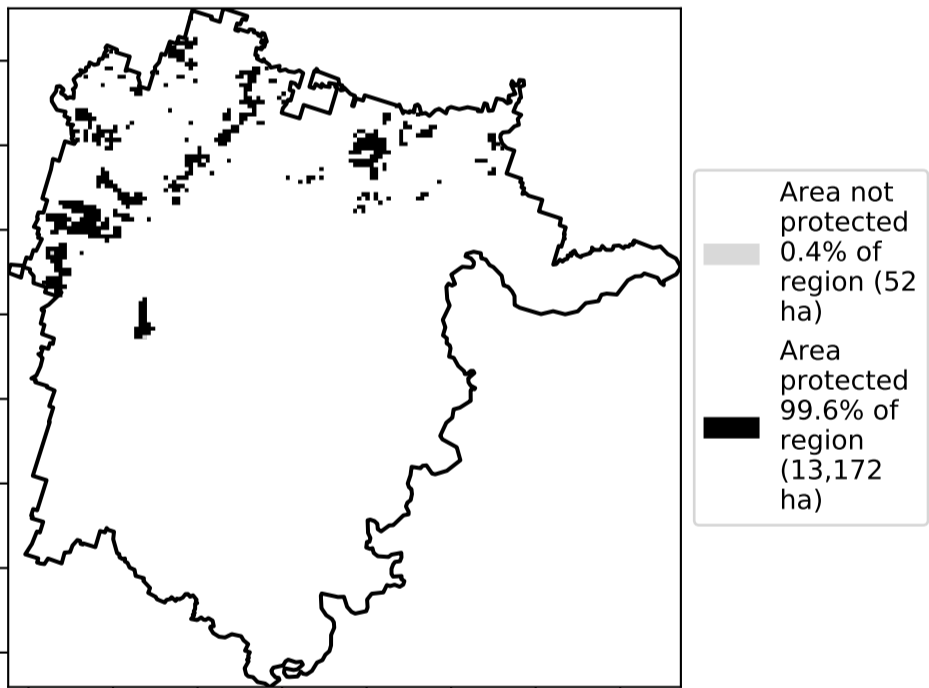 Area not
protected
0.4% of
region (52
ha)
Area
protected
99.6% of
region
(13,172
ha)